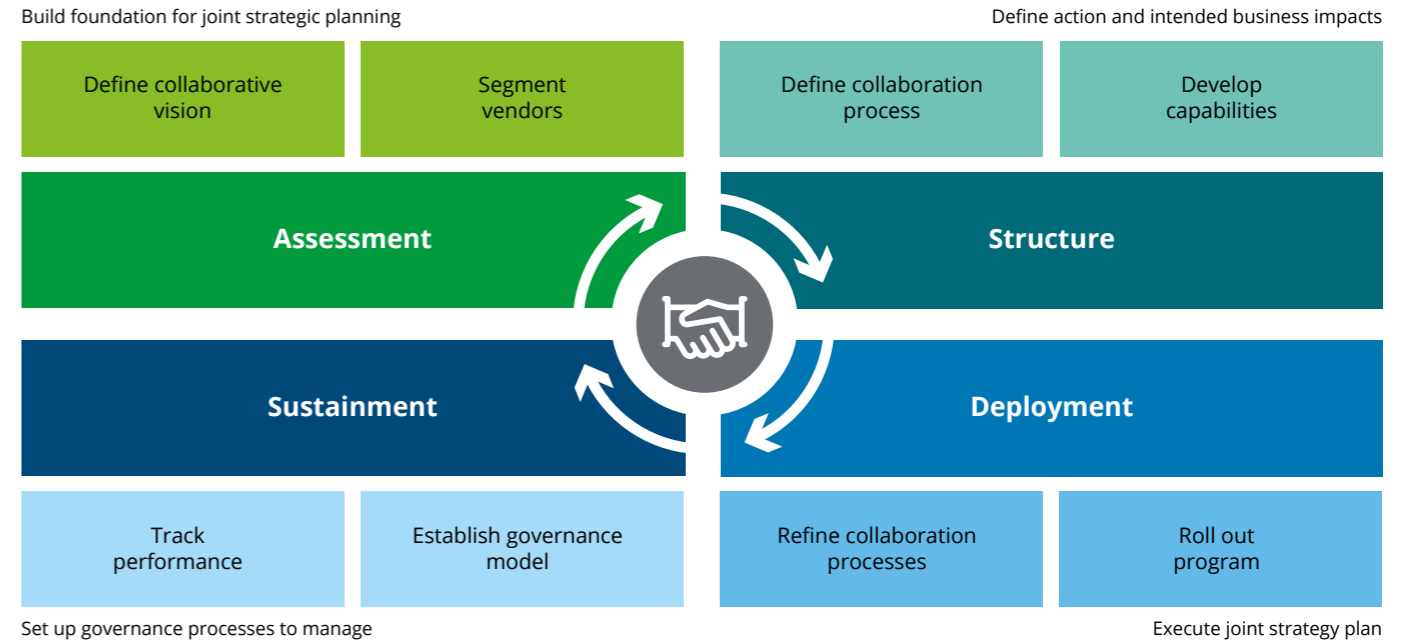 Build foundation for joint strategic planning
Define action and intended business impacts
Define collaborative
vision
Segment
vendors
Define collaboration
process
Develop
capabilities
Assessment
Structure
Sustainment
Deployment
Track
performance
Establish governance
model
Refine collaboration
processes
Roll out
program
Set up governance processes to manage
Execute joint strategy plan